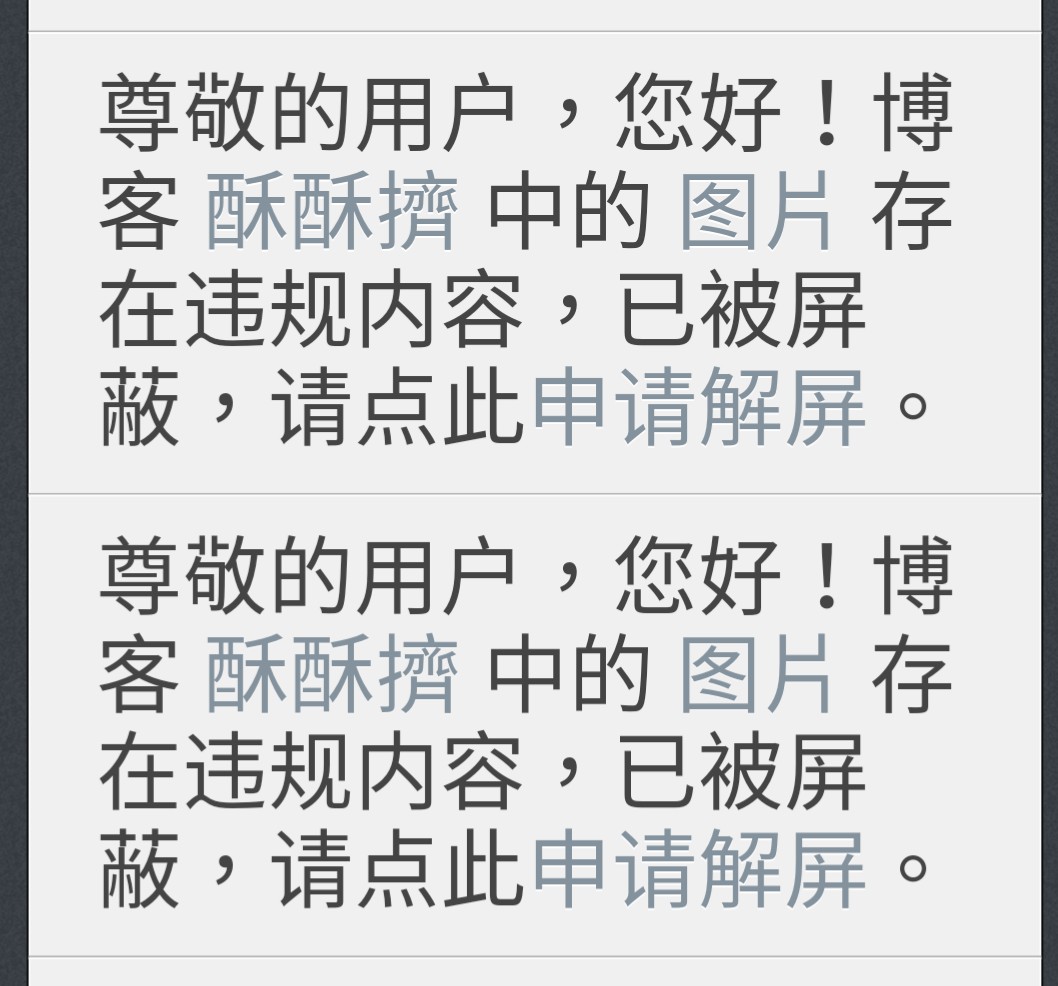 尊敬的用户，您好！博
客 酥酥擠 中的 图片 存
在违规内容，已被屏
蔽，请点此申请解屏。
尊敬的用户，您好！博
客 酥酥擠 中的 图片 存
在违规内容，已被屏
蔽，请点此申请解屏。